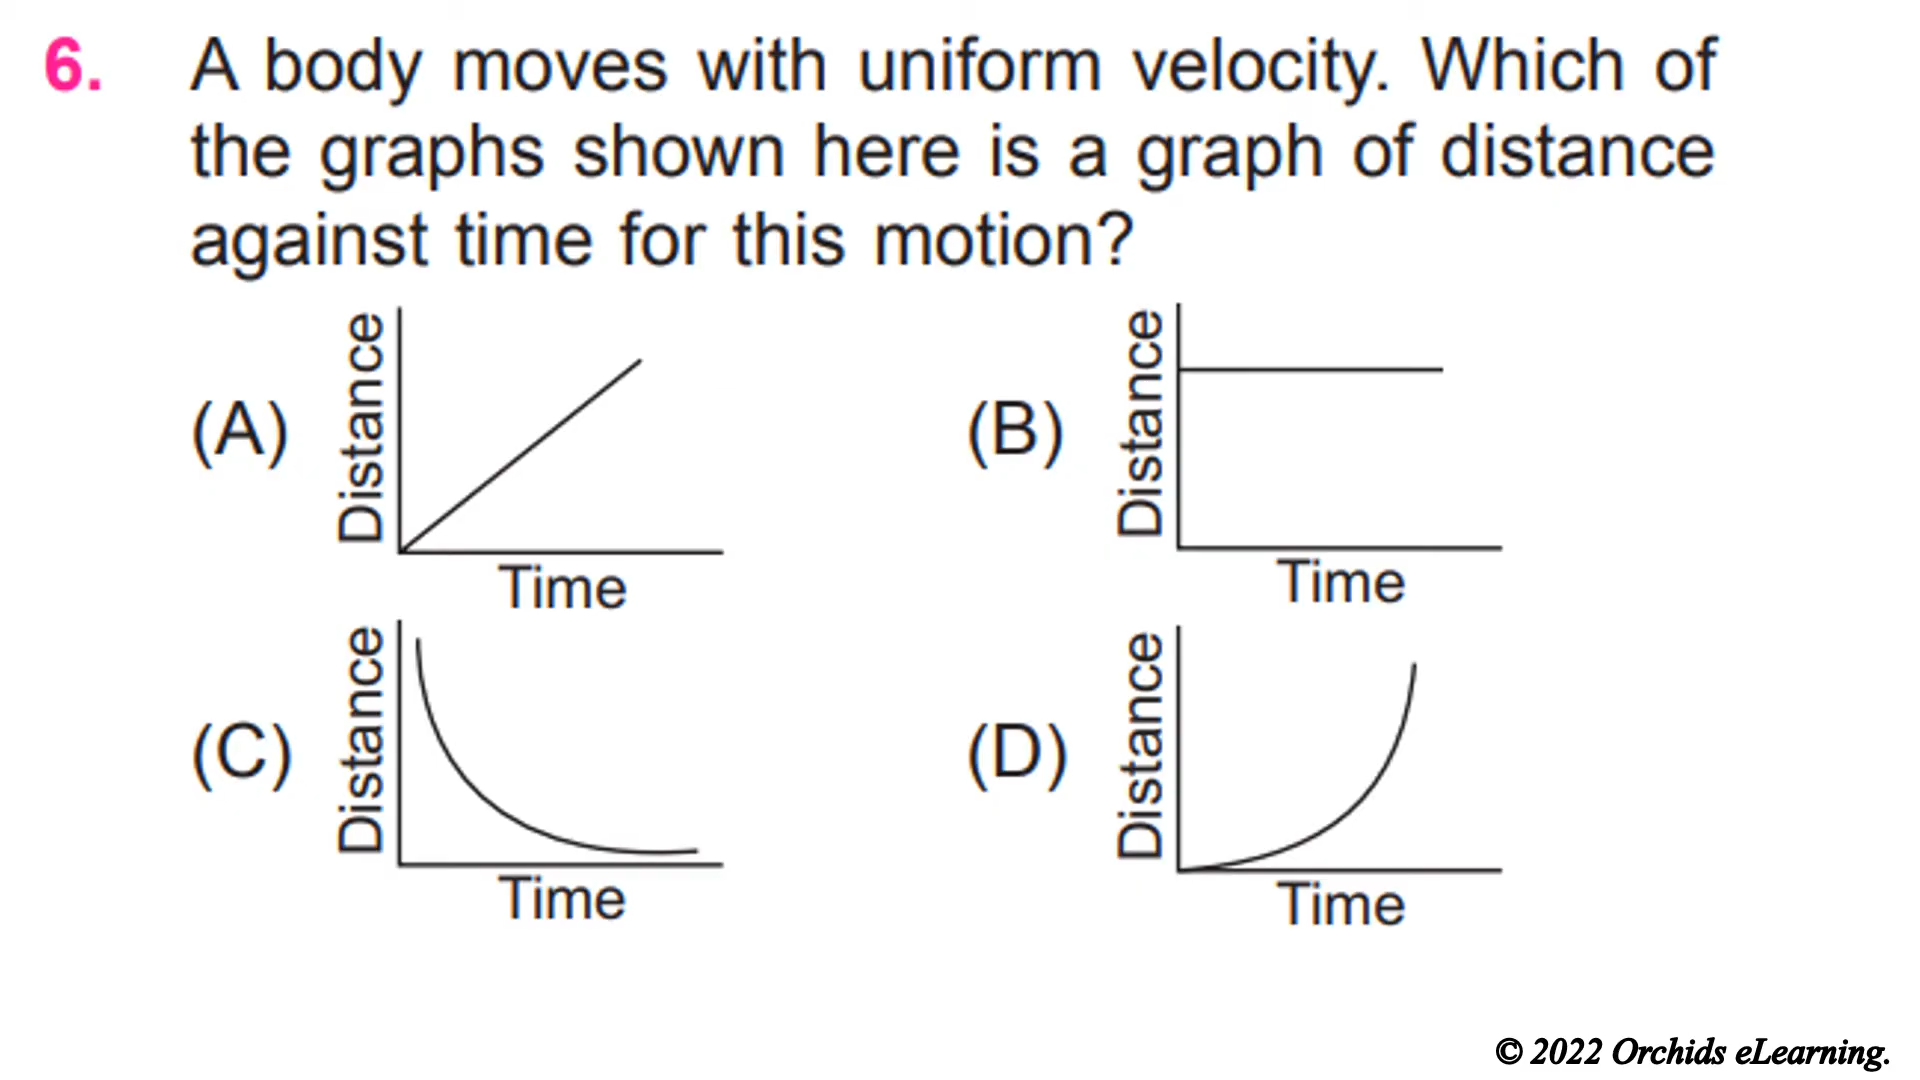 6. A body moves with uniform velocity. Which of
the graphs shown here is a graph of distance
against time for this motion?
(A)
Distance
Time
(B)
Distance
Time
(C)
Distance
Time
(D)
Distance
Time
© 2022 Orchids eLearning.